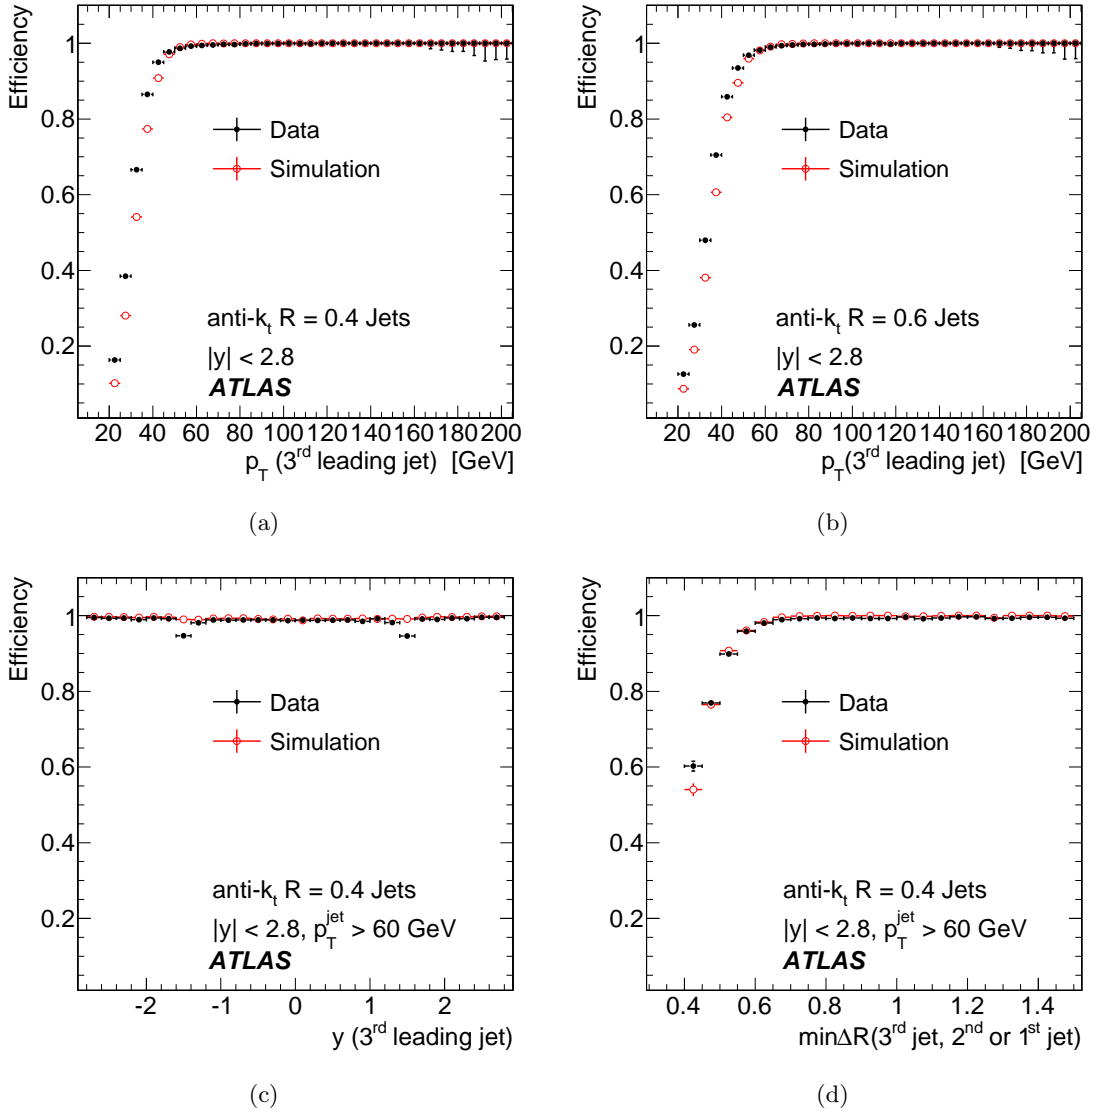 Efficiency
1
0.8
0.6
0.4
0.2
Data
Simulation
anti-k_t R = 0.4 Jets
|y| < 2.8
ATLAS
20 40 60 80 100 120 140 160 180 200
p_T (3^rd leading jet) [GeV]
(a)
Efficiency
1
0.8
0.6
0.4
0.2
Data
Simulation
anti-k_t R = 0.6 Jets
|y| < 2.8
ATLAS
20 40 60 80 100 120 140 160 180 200
p_T(3^rd leading jet) [GeV]
(b)
Efficiency
1
0.8
0.6
0.4
0.2
Data
Simulation
anti-k_t R = 0.4 Jets
|y| < 2.8, p_T^jet > 60 GeV
ATLAS
-2 -1 0 1 2
y (3^rd leading jet)
(c)
Efficiency
1
0.8
0.6
0.4
0.2
Data
Simulation
anti-k_t R = 0.4 Jets
|y| < 2.8, p_T^jet > 60 GeV
ATLAS
0.4 0.6 0.8 1 1.2 1.4
minΔR(3^rd jet, 2^nd or 1^st jet)
(d)